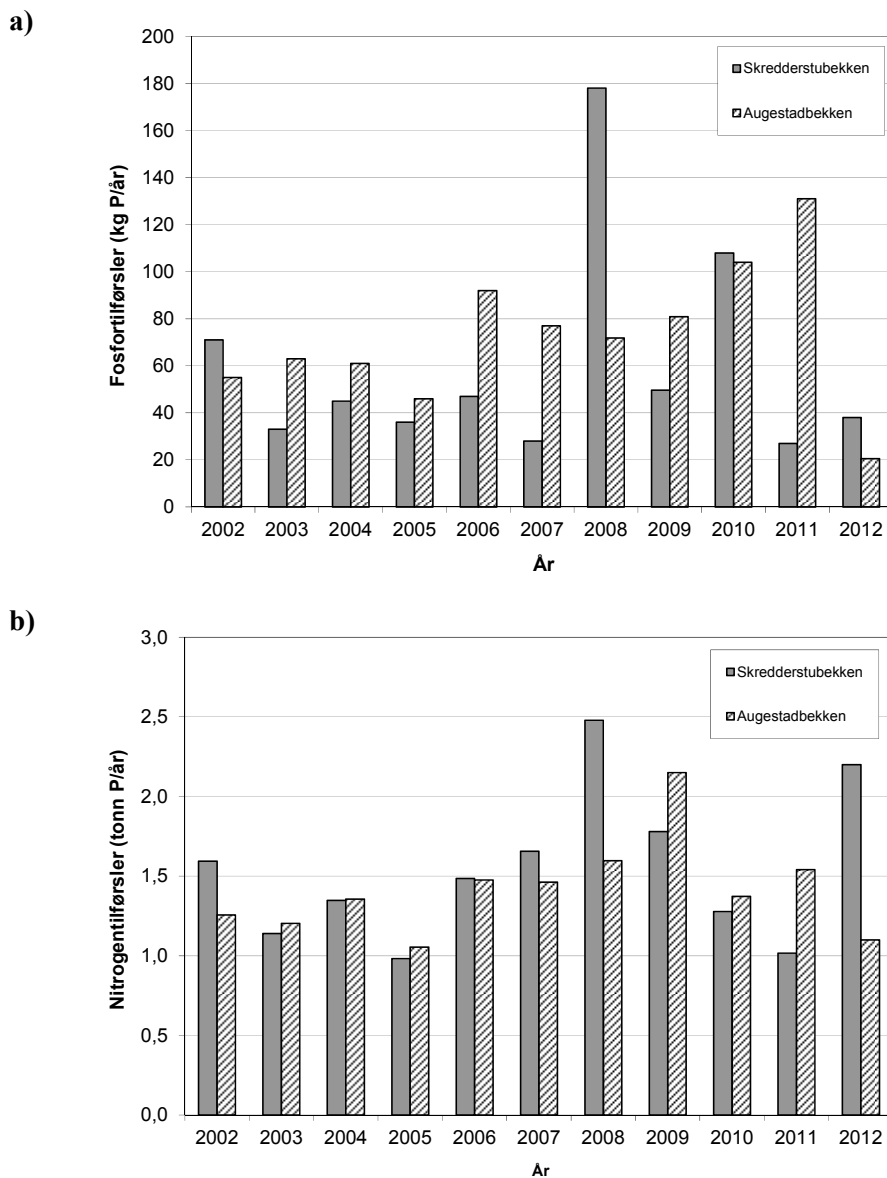 a)
Fosfortilførsler (kg P/år)
200
180
160
140
120
100
80
60
40
20
0
Skredderstubekken
Augestadbekken
2002 2003 2004 2005 2006 2007 2008 2009 2010 2011 2012
År
b)
Nitrogentilførsler (tonn P/år)
3,0
2,5
2,0
1,5
1,0
0,5
0,0
Skredderstubekken
Augestadbekken
2002 2003 2004 2005 2006 2007 2008 2009 2010 2011 2012
År